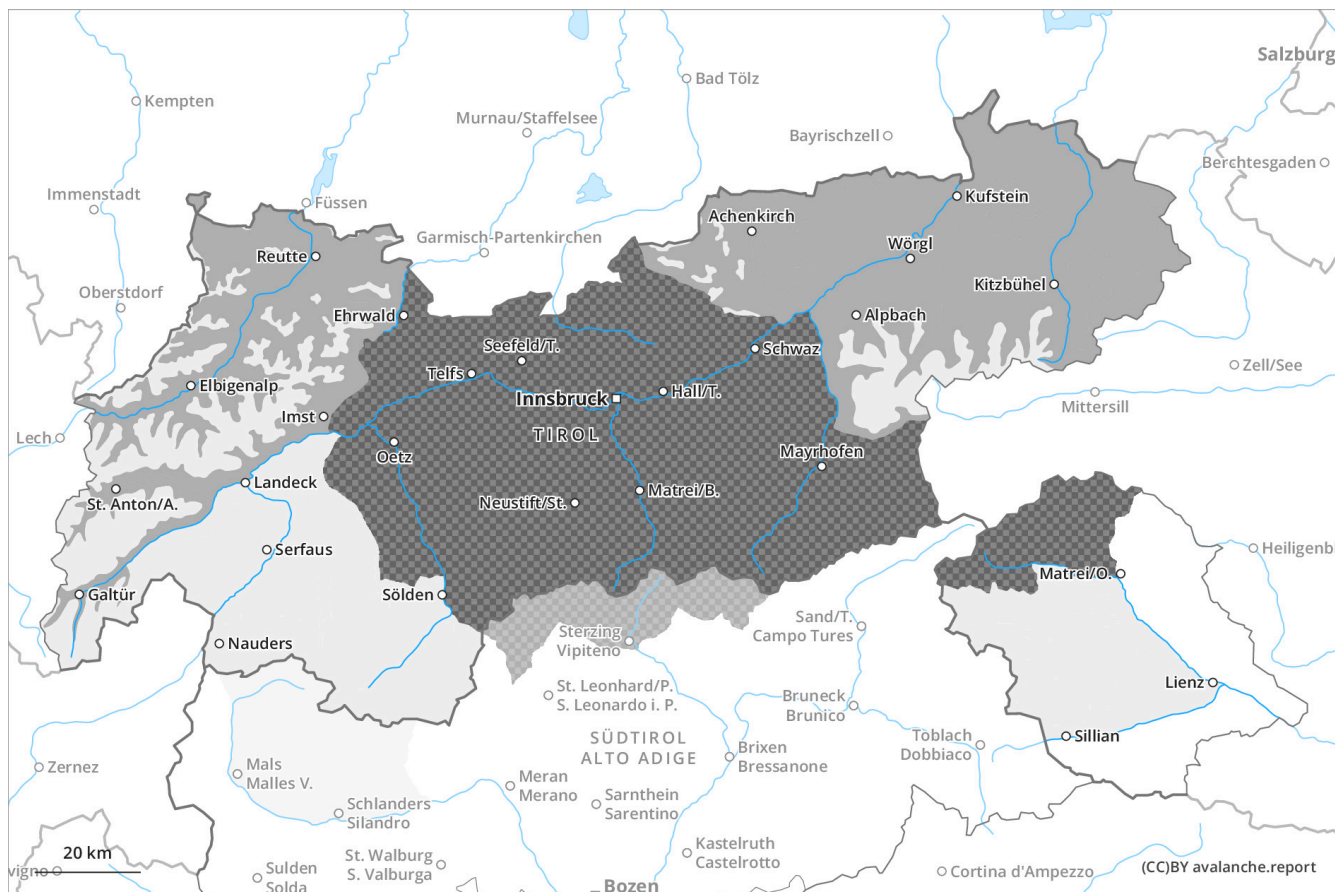 Salzburg
Bad Tölz
Kempten
Murnau/Staffelsee
Bayrischzell
Berchtesgaden
Immenstadt
Füssen
Kufstein
Achenkirch
Garmisch-Partenkirchen
Wörgl
Reutte
Kitzbühel
Oberstdorf
Ehrwald
Alpbach
Seefeld/T.
Schwaz
Telfs
Zell/See
Elbigenalp
Innsbruck
Hall/T.
Mittersill
Imst
Lech
TIROL
Oetz
Mayrhofen
Landeck
Matrei/B.
St. Anton/A.
Neustift/St.
Serfaus
Heiligenb
Matrei/O.
Galtür
Sölden
Sand/T.
Campo Tures
Sterzing
Vipiteno
Nauders
Lienz
St. Leonhard/P.
S. Leonardo i. P.
Bruneck
Brunico
Sillian
SÜDTIROL
ALTO ADIGE
Toblach
Dobbiaco
Brixen
Bressanone
Zernez
Mals
Malles V.
Meran
Merano
Schlanders
Silandro
Sarnthein
Sarentino
Kastelruth
Castelrotto
20 km
St. Walburg
S. Valburga
vigno
Sulden
Solda
Cortina d'Ampezzo
(CC)BY avalanche.report
Bozen